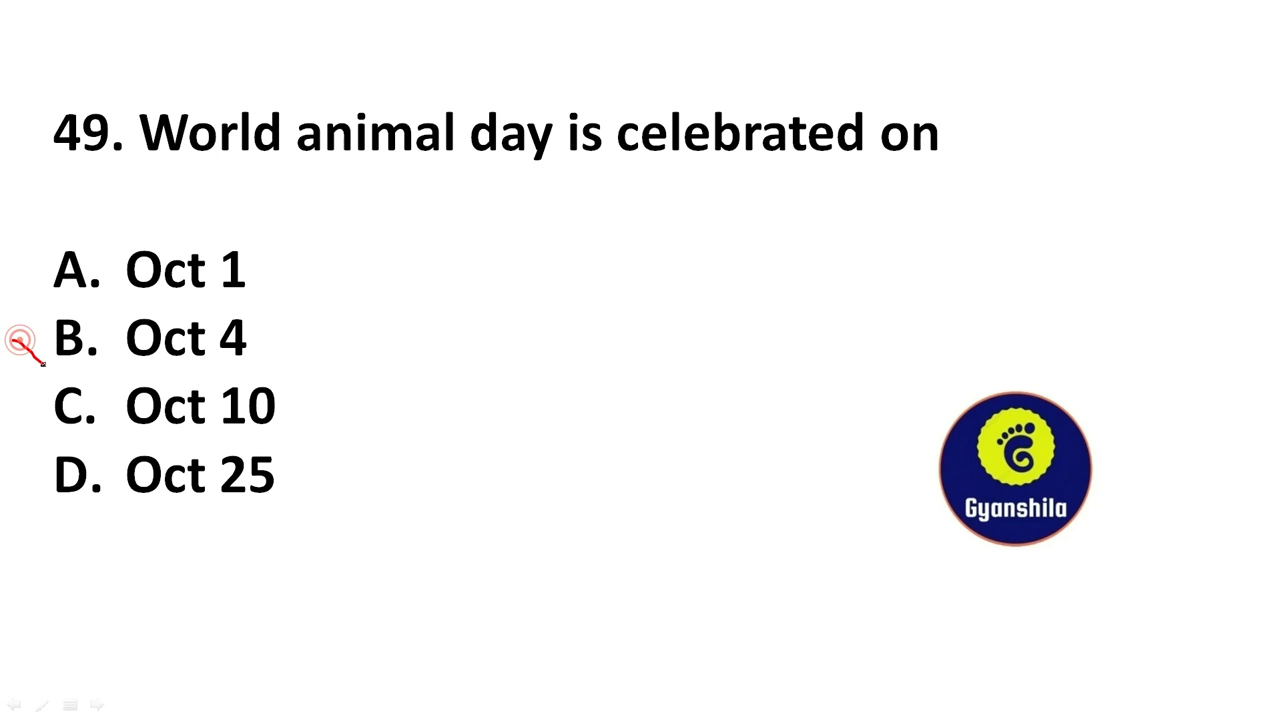 49. World animal day is celebrated on
A. Oct 1
B. Oct 4
C. Oct 10
D. Oct 25
Gyanshila